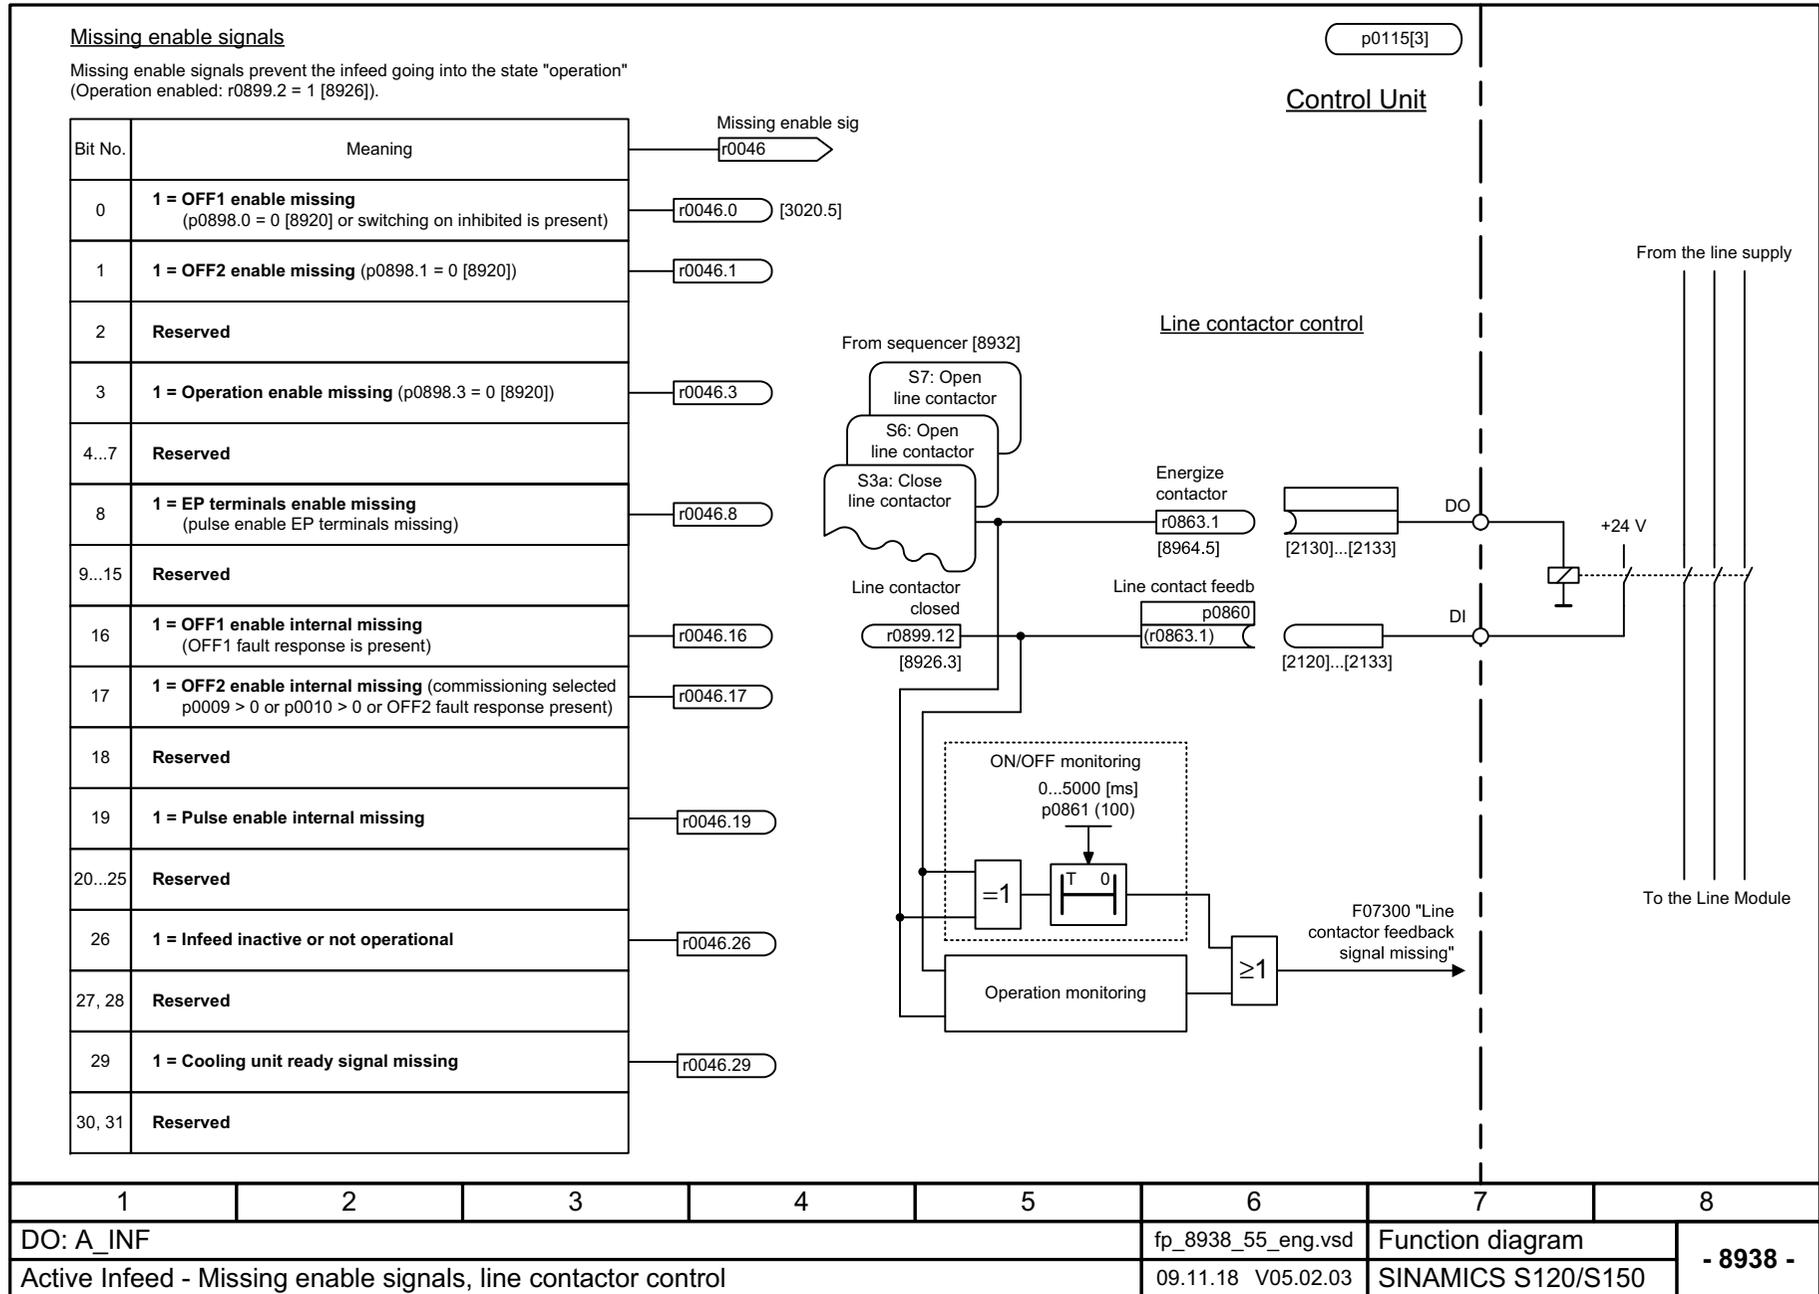 Missing enable signals
Missing enable signals prevent the infeed going into the state "operation"
(Operation enabled: r0899.2 = 1 [8926]).
p0115[3]
Control Unit
Bit No.
Meaning
Missing enable sig
r0046
0
1 = OFF1 enable missing
(p0898.0 = 0 [8920] or switching on inhibited is present)
r0046.0
[3020.5]
1
1 = OFF2 enable missing (p0898.1 = 0 [8920])
r0046.1
2
Reserved
3
1 = Operation enable missing (p0898.3 = 0 [8920])
r0046.3
4...7
Reserved
8
1 = EP terminals enable missing
(pulse enable EP terminals missing)
r0046.8
9...15
Reserved
16
1 = OFF1 enable internal missing
(OFF1 fault response is present)
r0046.16
17
1 = OFF2 enable internal missing (commissioning selected
p0009 > 0 or p0010 > 0 or OFF2 fault response present)
r0046.17
18
Reserved
19
1 = Pulse enable internal missing
r0046.19
20...25
Reserved
26
1 = Infeed inactive or not operational
r0046.26
27, 28
Reserved
29
1 = Cooling unit ready signal missing
r0046.29
30, 31
Reserved
Line contactor control
From sequencer [8932]
S7: Open
line contactor
S6: Open
line contactor
S3a: Close
line contactor
Energize
contactor
r0863.1
[8964.5]
[2130]...[2133]
DO
+24 V
From the line supply
Line contactor
closed
r0899.12
[8926.3]
Line contact feedb
p0860
(r0863.1)
[2120]...[2133]
DI
ON/OFF monitoring
0...5000 [ms]
p0861 (100)
=1
T 0
Operation monitoring
≥1
F07300 "Line
contactor feedback
signal missing"
To the Line Module
1 2 3 4 5 6 7 8
DO: A_INF
fp_8938_55_eng.vsd
Function diagram
- 8938 -
Active Infeed - Missing enable signals, line contactor control
09.11.18 V05.02.03
SINAMICS S120/S150